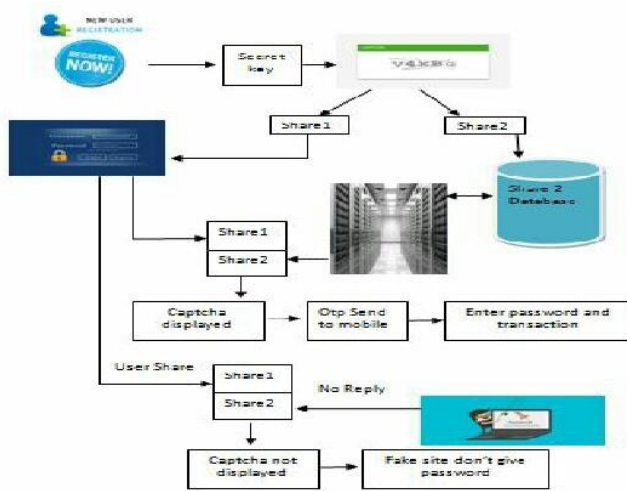 NEW USER
REGISTRATION
REGISTER
NOW!
Secret
key
V4XBG
Share1
Share2
Password
Share 2
Database
Share1
Share2
Captcha
displayed
Otp Send
to mobile
Enter password and
transaction
User Share
Share1
Share2
No Reply
Captcha not
displayed
Fake site don't give
password